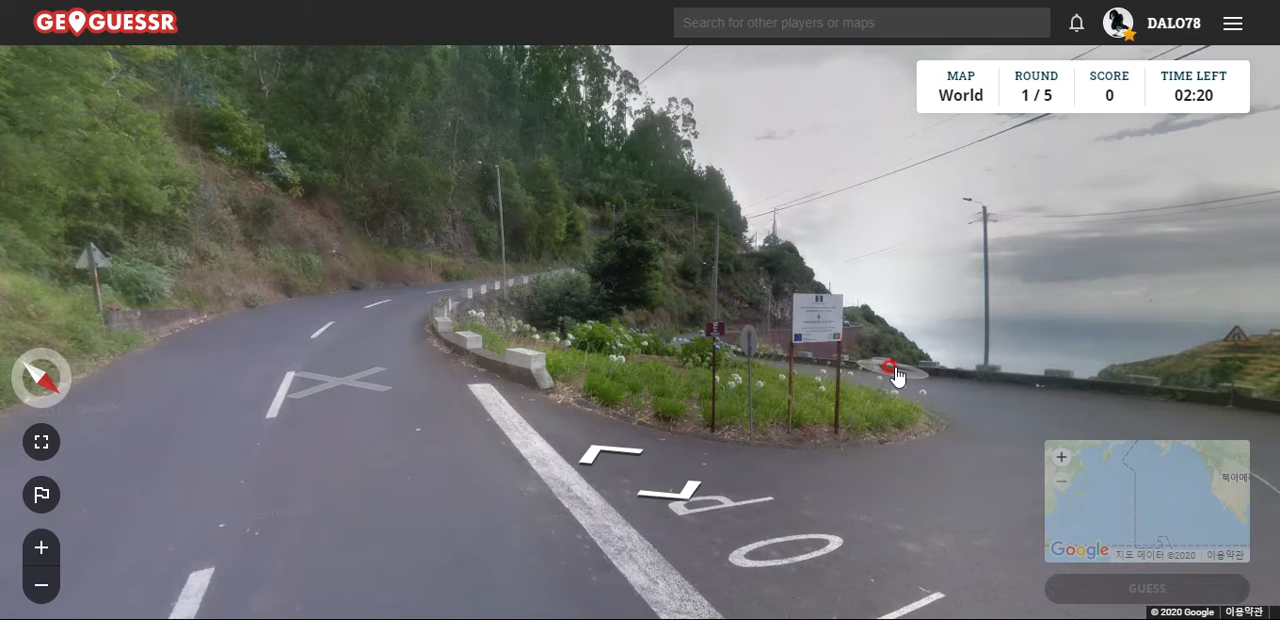 GEOGUESSR
Search for other players or maps
DALO78
MAP
World
ROUND
1 / 5
SCORE
0
TIME LEFT
02:20
+
−
+
−
Google
지도 데이터 ©2020
이용약관
GUESS
© 2020 Google
이용약관